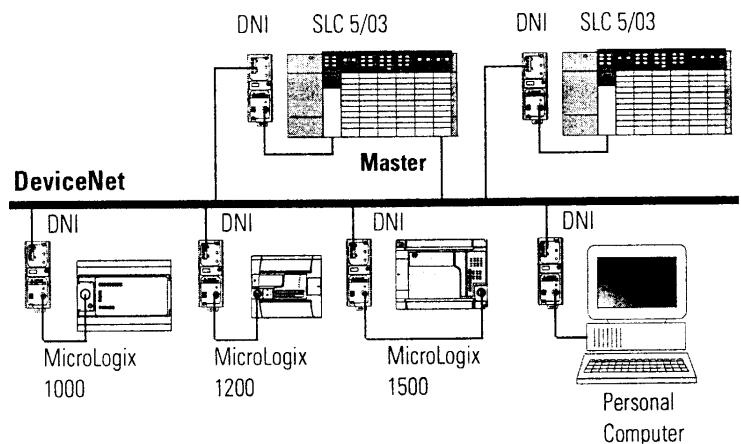 DNI SLC 5/03
DNI SLC 5/03
Master
DeviceNet
DNI
DNI
DNI
DNI
MicroLogix
1000
MicroLogix
1200
MicroLogix
1500
Personal
Computer